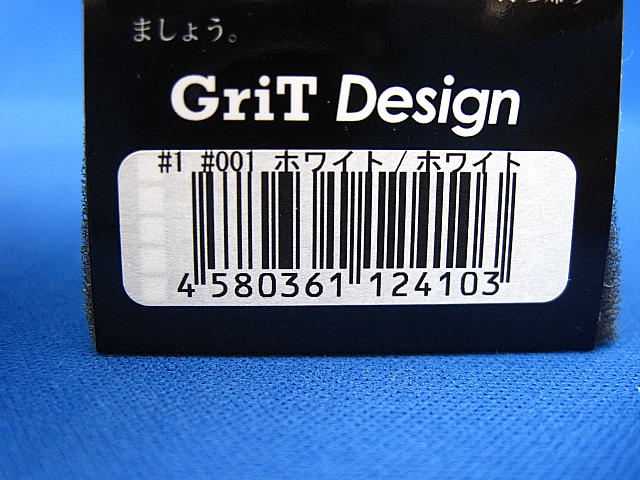 ましょう。
GriT Design
#1 #001 ホワイト/ホワイト
4 580361 124103